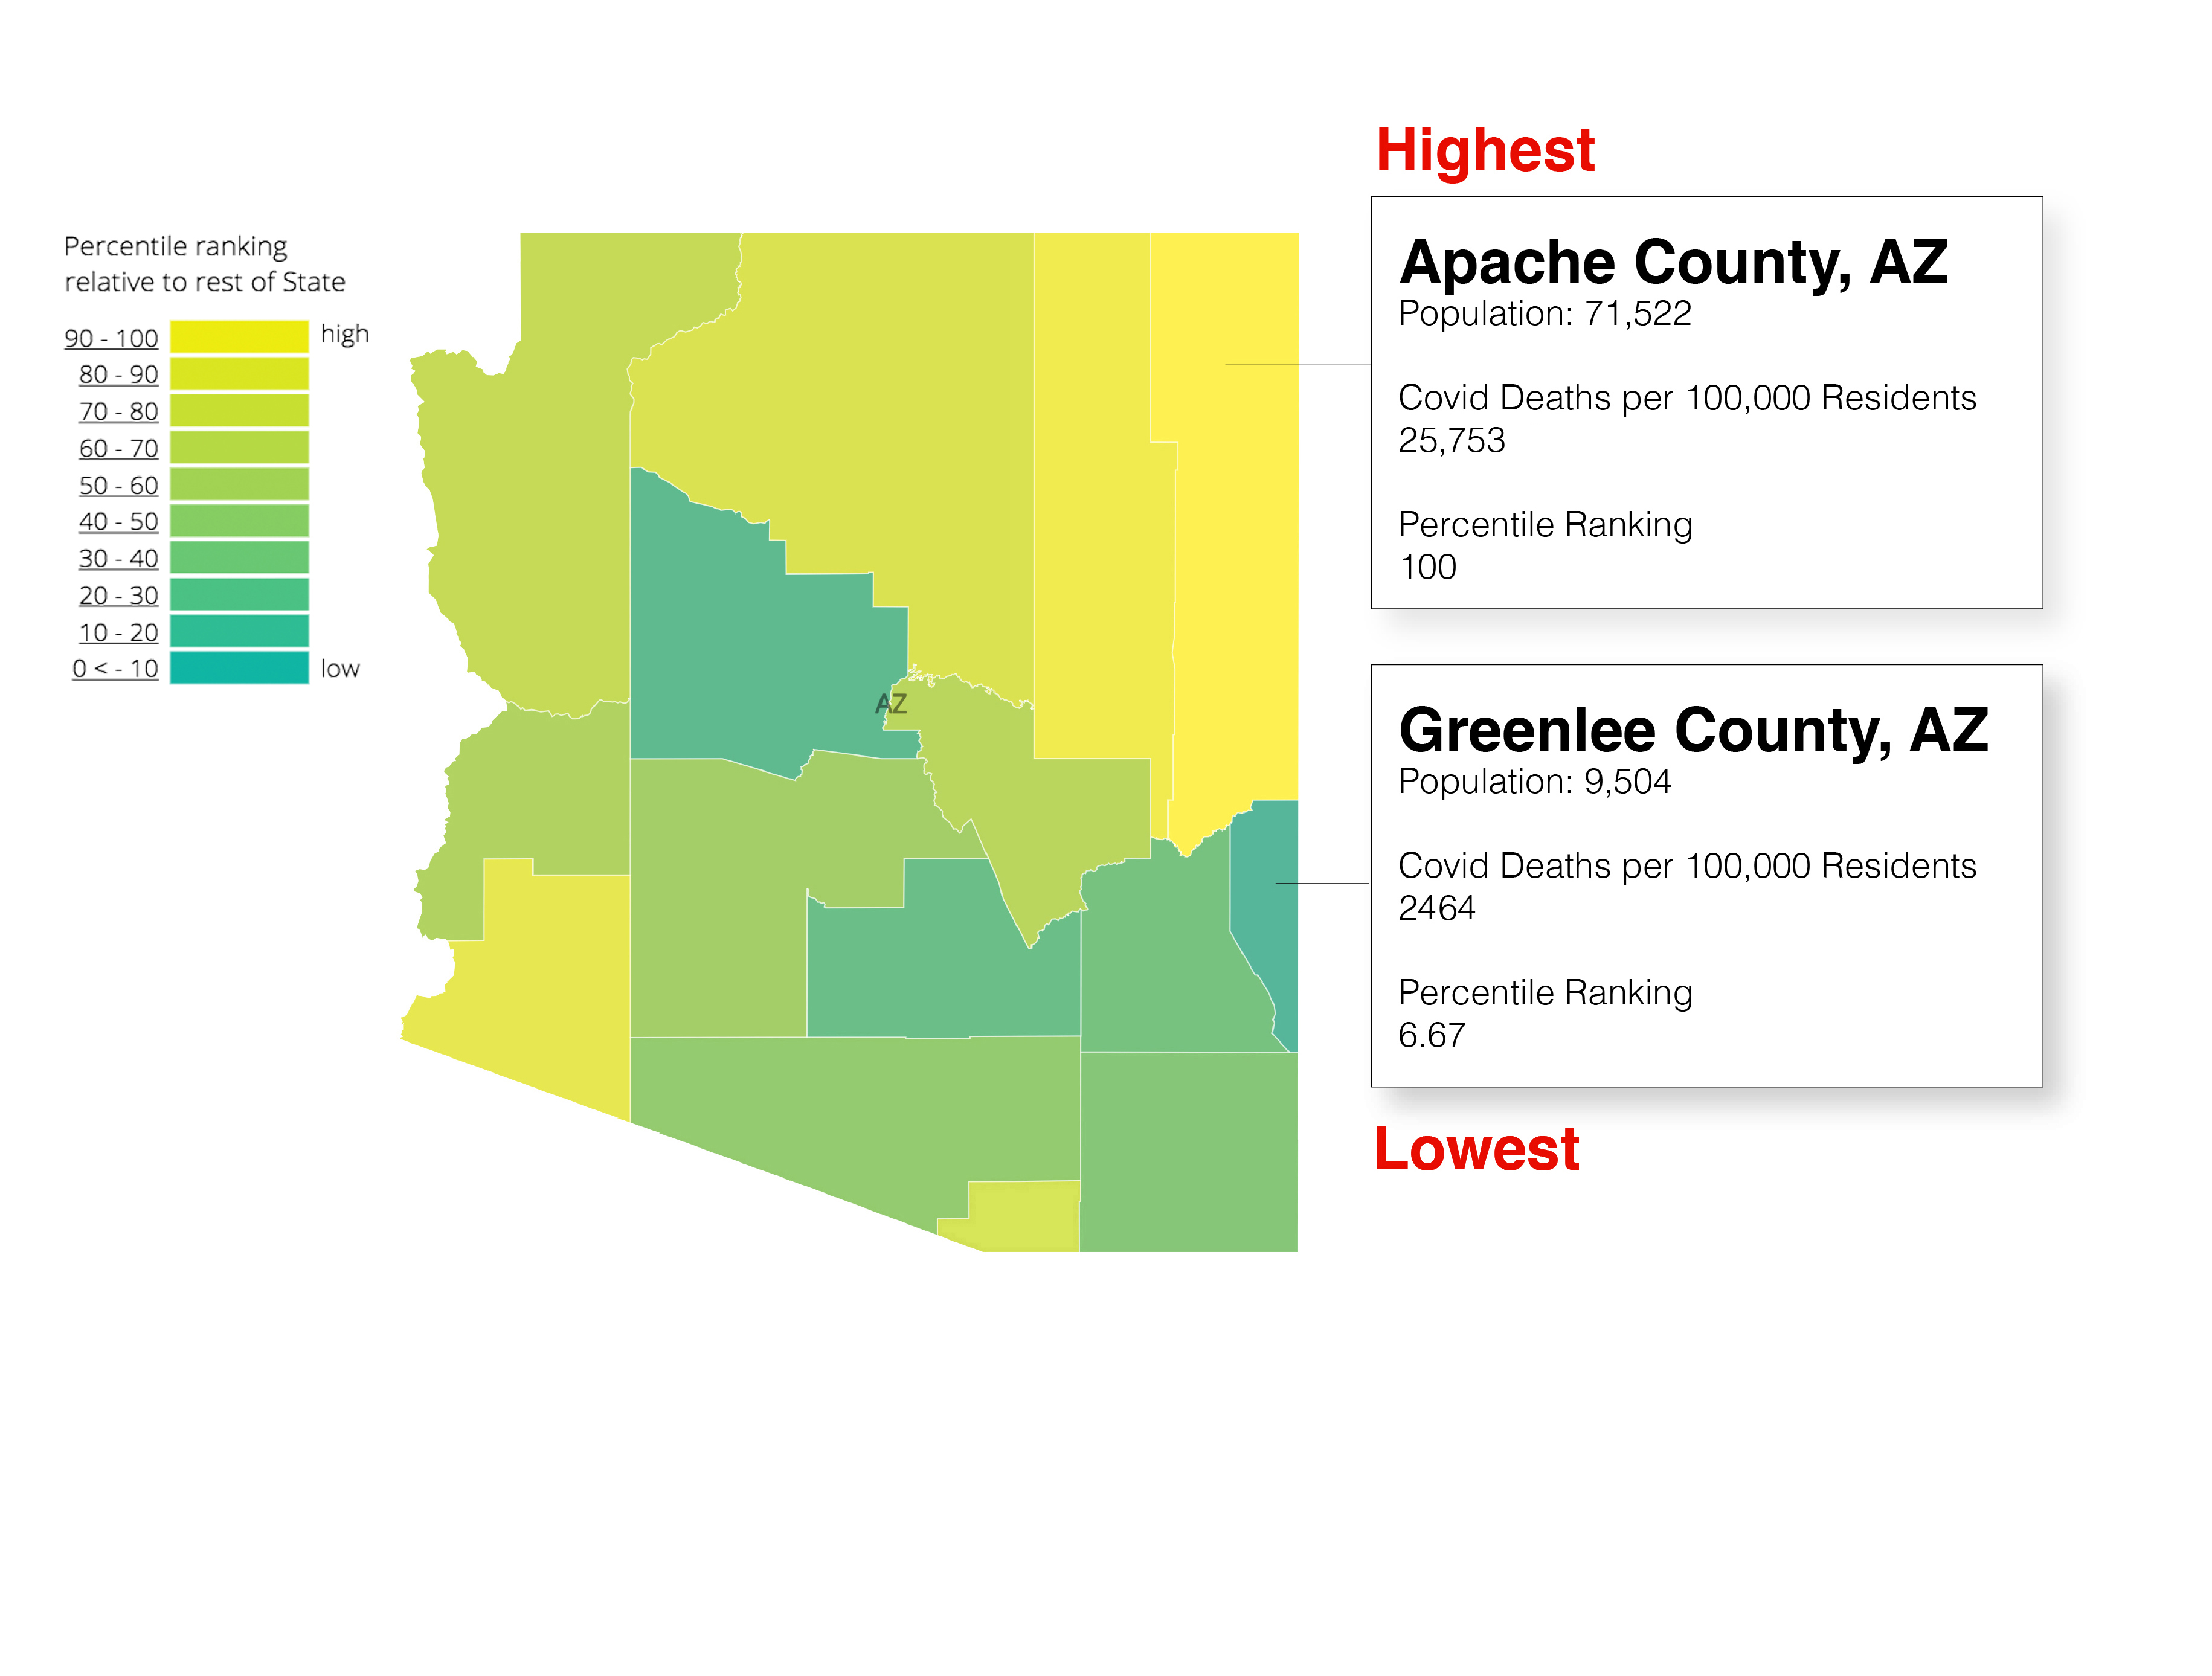 Highest
Percentile ranking
relative to rest of State
90 - 100
high
80 - 90
70 - 80
60 - 70
50 - 60
40 - 50
30 - 40
20 - 30
10 - 20
0 < - 10
low
AZ
Apache County, AZ
Population: 71,522
Covid Deaths per 100,000 Residents
25,753
Percentile Ranking
100
Greenlee County, AZ
Population: 9,504
Covid Deaths per 100,000 Residents
2464
Percentile Ranking
6.67
Lowest